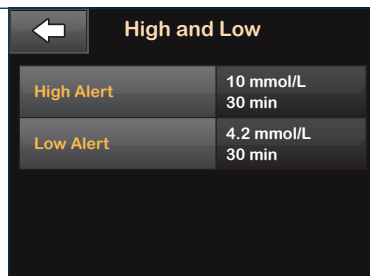 High and Low
High Alert
10 mmol/L
30 min
Low Alert
4.2 mmol/L
30 min